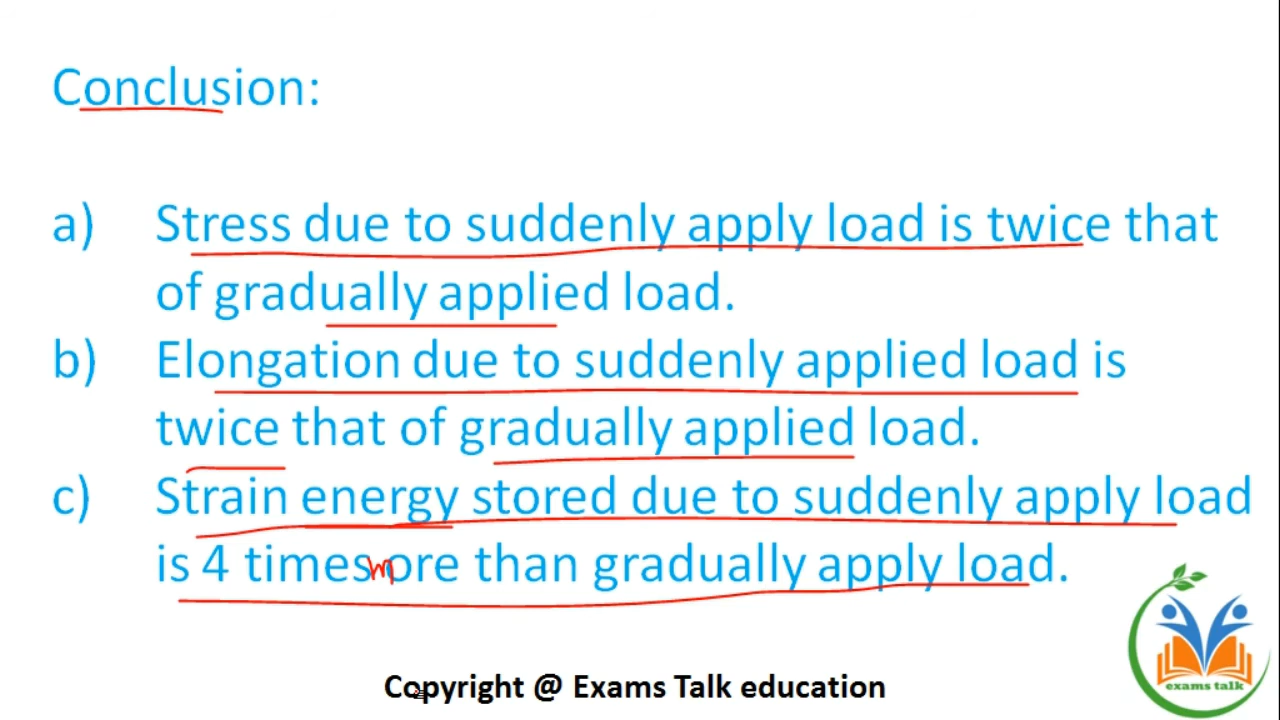 Conclusion:
a) Stress due to suddenly apply load is twice that
of gradually applied load.
b) Elongation due to suddenly applied load is
twice that of gradually applied load.
c) Strain energy stored due to suddenly apply load
is 4 times more than gradually apply load.
exams talk
Copyright @ Exams Talk education